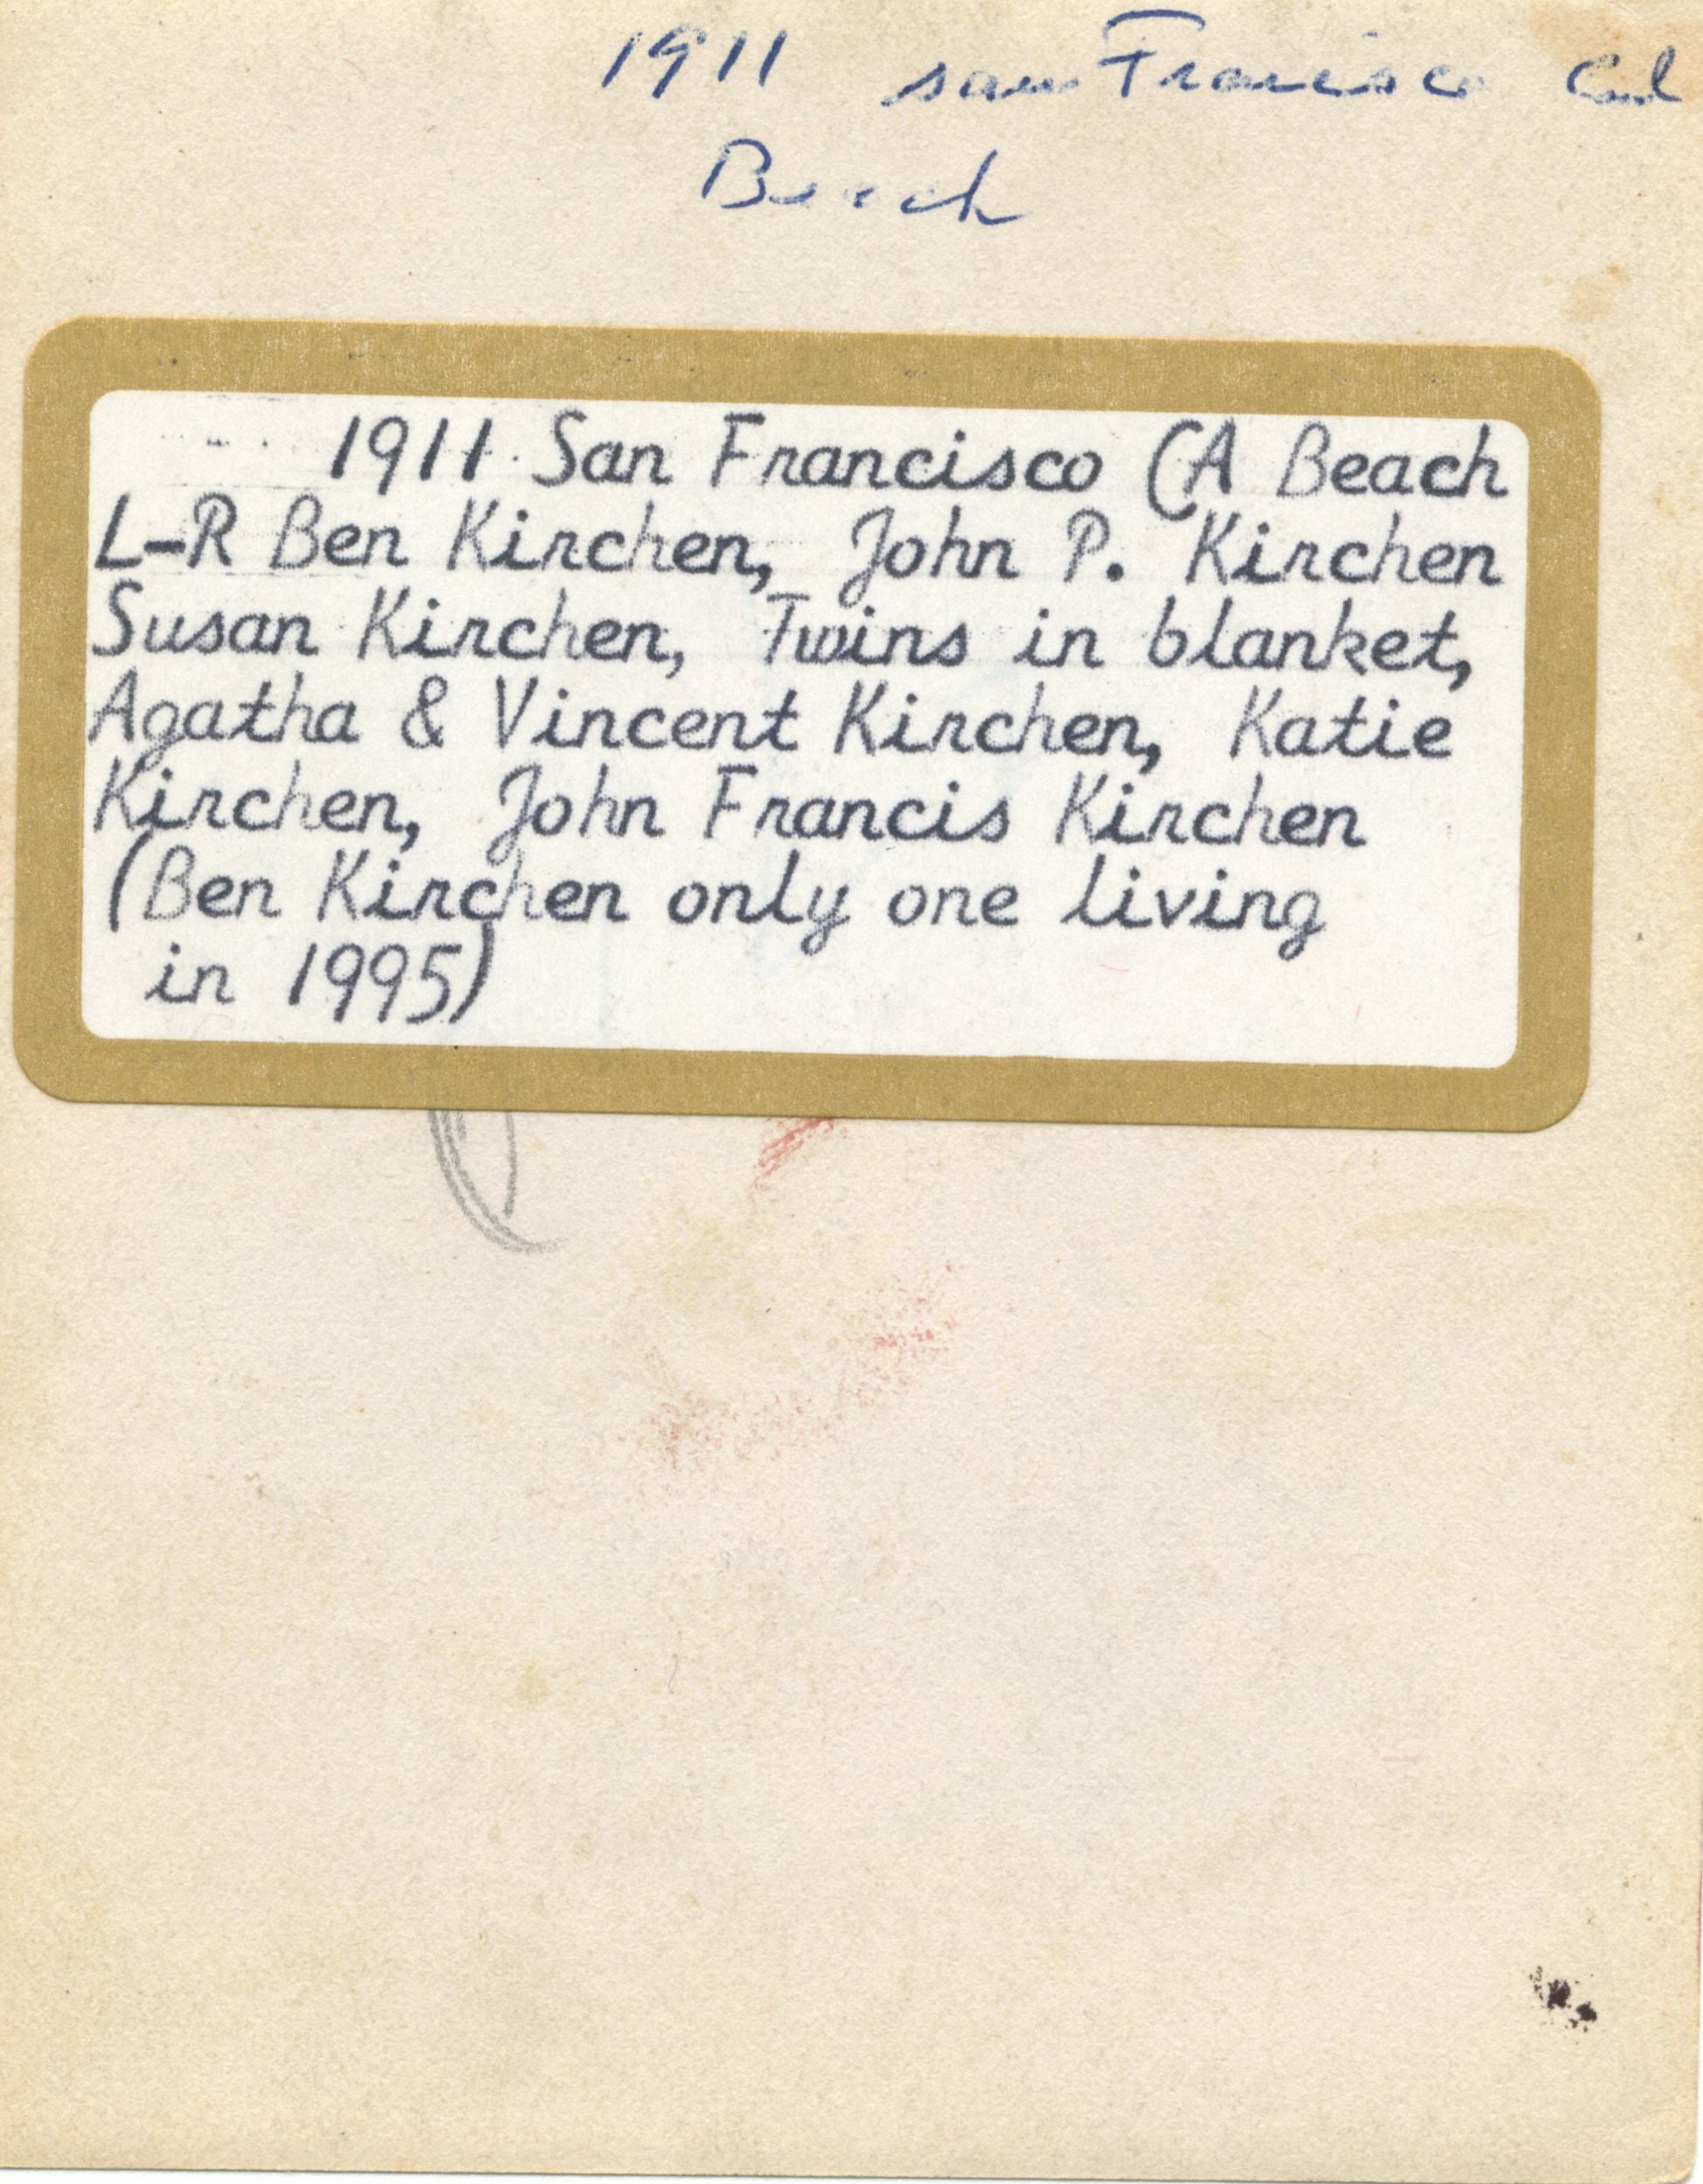 1911 san Francisco Cal
Beach
1911 San Francisco CA Beach
L-R Ben Kirchen, John P. Kirchen
Susan Kirchen, Twins in blanket,
Agatha & Vincent Kirchen, Katie
Kirchen, John Francis Kirchen
(Ben Kirchen only one living
in 1995)